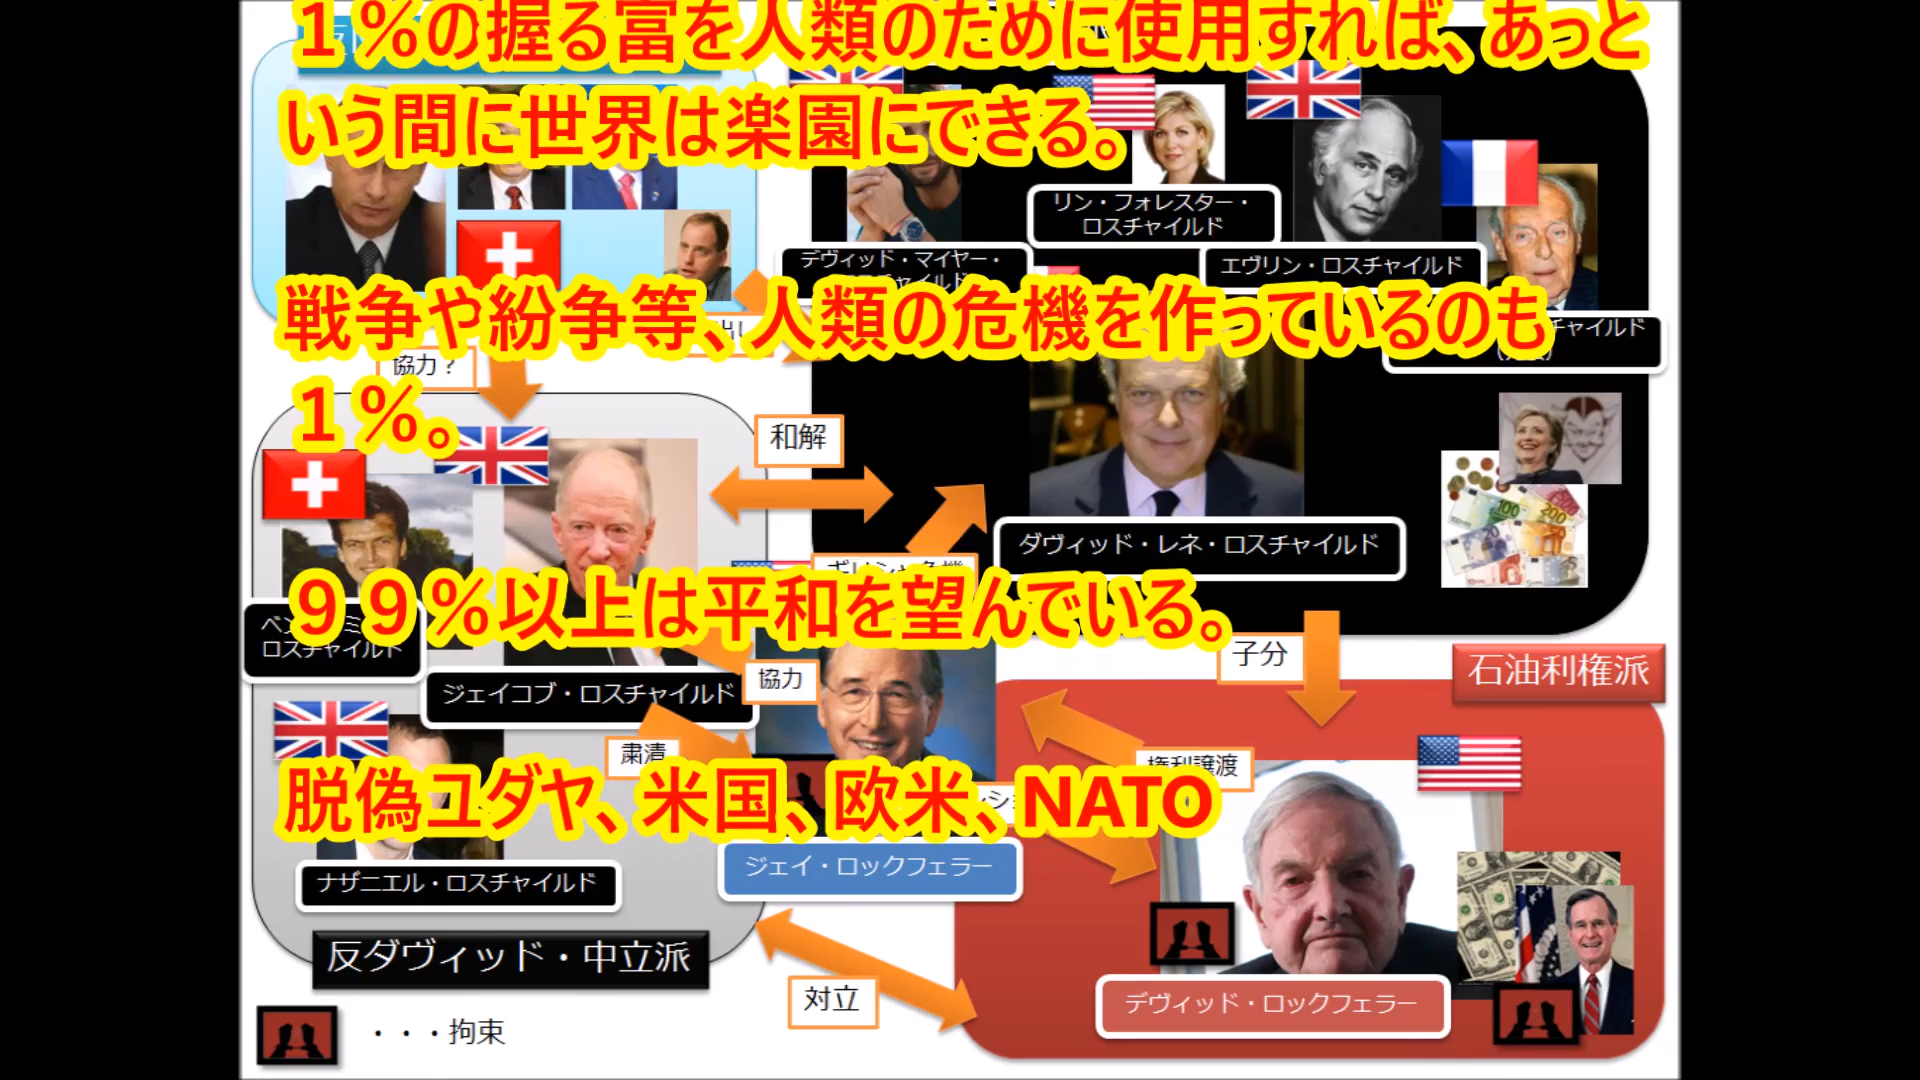 １％の握る富を人類のために使用すれば、あっと
いう間に世界は楽園にできる。
リン・フォレスター・
ロスチャイルド
デヴィッド・マイヤー・
エヴリン・ロスチャイルド
戦争や紛争等、人類の危機を作っているのも
チャイルド
協力？
１％。
和解
ダヴィッド・レネ・ロスチャイルド
９９％以上は平和を望んでいる。
ロスチャイルド
子分
石油利権派
協力
ジェイコブ・ロスチャイルド
粛清
権利譲渡
脱偽ユダヤ、米国、欧米、NATO
ジェイ・ロックフェラー
ナザニエル・ロスチャイルド
反ダヴィッド・中立派
対立
デヴィッド・ロックフェラー
・・・拘束